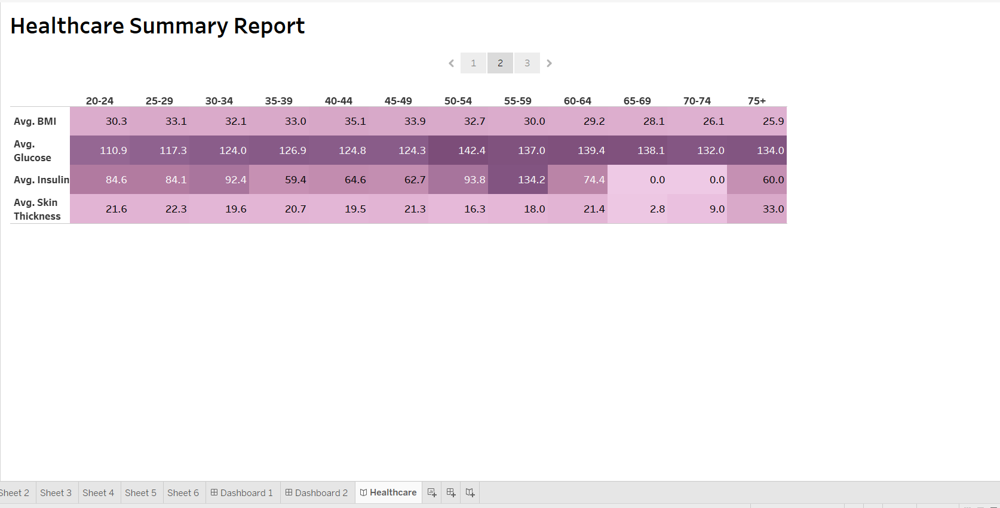 Healthcare Summary Report
1 2 3
20-24 25-29 30-34 35-39 40-44 45-49 50-54 55-59 60-64 65-69 70-74 75+
Avg. BMI 30.3 33.1 32.1 33.0 35.1 33.9 32.7 30.0 29.2 28.1 26.1 25.9
Avg.
Glucose 110.9 117.3 124.0 126.9 124.8 124.3 142.4 137.0 139.4 138.1 132.0 134.0
Avg. Insulin 84.6 84.1 92.4 59.4 64.6 62.7 93.8 134.2 74.4 0.0 0.0 60.0
Avg. Skin
Thickness 21.6 22.3 19.6 20.7 19.5 21.3 16.3 18.0 21.4 2.8 9.0 33.0
Sheet 2 Sheet 3 Sheet 4 Sheet 5 Sheet 6 Dashboard 1 Dashboard 2 Healthcare